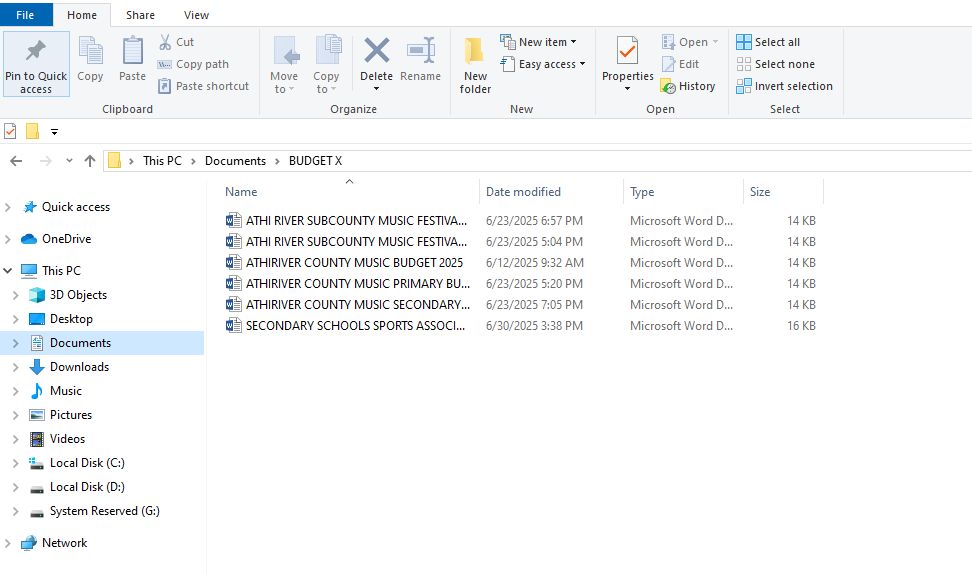 File Home Share View
Pin to Quick access
Copy
Paste
Cut
Copy path
Paste shortcut
Clipboard
Move to
Copy to
Delete
Rename
Organize
New folder
New item
Easy access
New
Properties
Open
Edit
History
Open
Select all
Select none
Invert selection
Select
This PC > Documents > BUDGET X
Quick access
OneDrive
This PC
3D Objects
Desktop
Documents
Downloads
Music
Pictures
Videos
Local Disk (C:)
Local Disk (D:)
System Reserved (G:)
Network
Name Date modified Type Size
ATHI RIVER SUBCOUNTY MUSIC FESTIVA... 6/23/2025 6:57 PM Microsoft Word D... 14 KB
ATHI RIVER SUBCOUNTY MUSIC FESTIVA... 6/23/2025 5:04 PM Microsoft Word D... 14 KB
ATHIRIVER COUNTY MUSIC BUDGET 2025 6/12/2025 9:32 AM Microsoft Word D... 14 KB
ATHIRIVER COUNTY MUSIC PRIMARY BU... 6/23/2025 5:20 PM Microsoft Word D... 14 KB
ATHIRIVER COUNTY MUSIC SECONDARY... 6/23/2025 7:05 PM Microsoft Word D... 14 KB
SECONDARY SCHOOLS SPORTS ASSOCI... 6/30/2025 3:38 PM Microsoft Word D... 16 KB